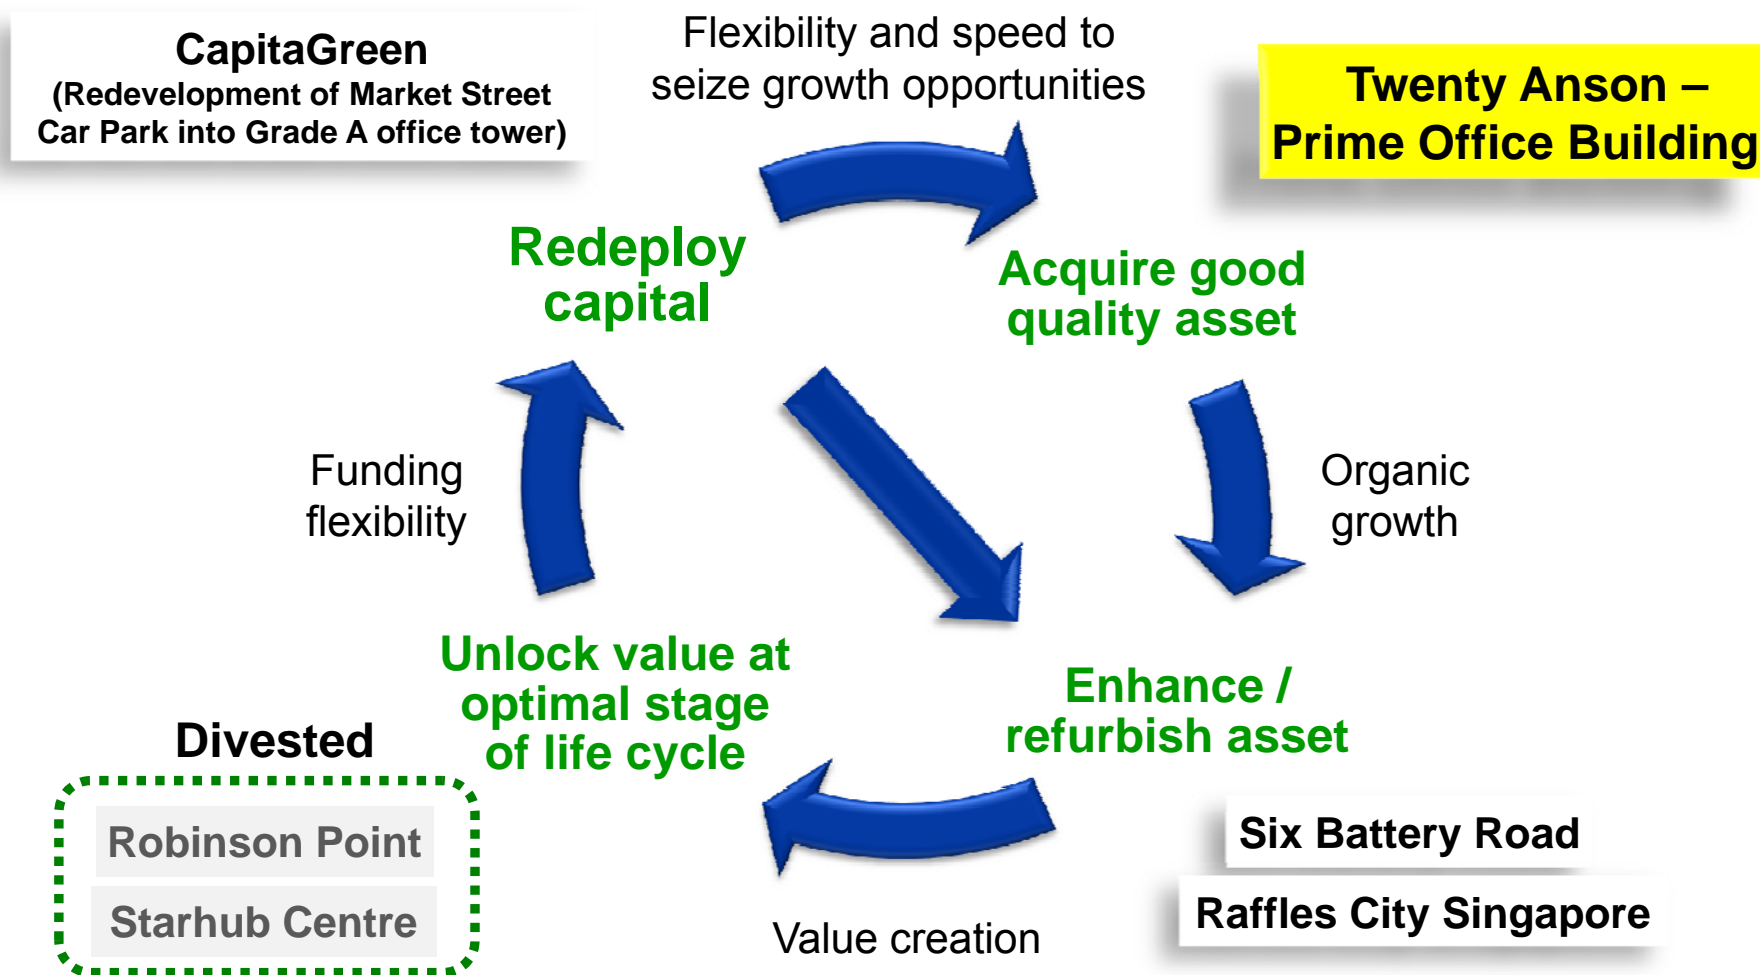 CapitaGreen
(Redevelopment of Market Street
Car Park into Grade A office tower)
Flexibility and speed to
seize growth opportunities
Twenty Anson –
Prime Office Building
Redeploy
capital
Acquire good
quality asset
Funding
flexibility
Organic
growth
Unlock value at
optimal stage
of life cycle
Enhance /
refurbish asset
Divested
Robinson Point
Starhub Centre
Value creation
Six Battery Road
Raffles City Singapore